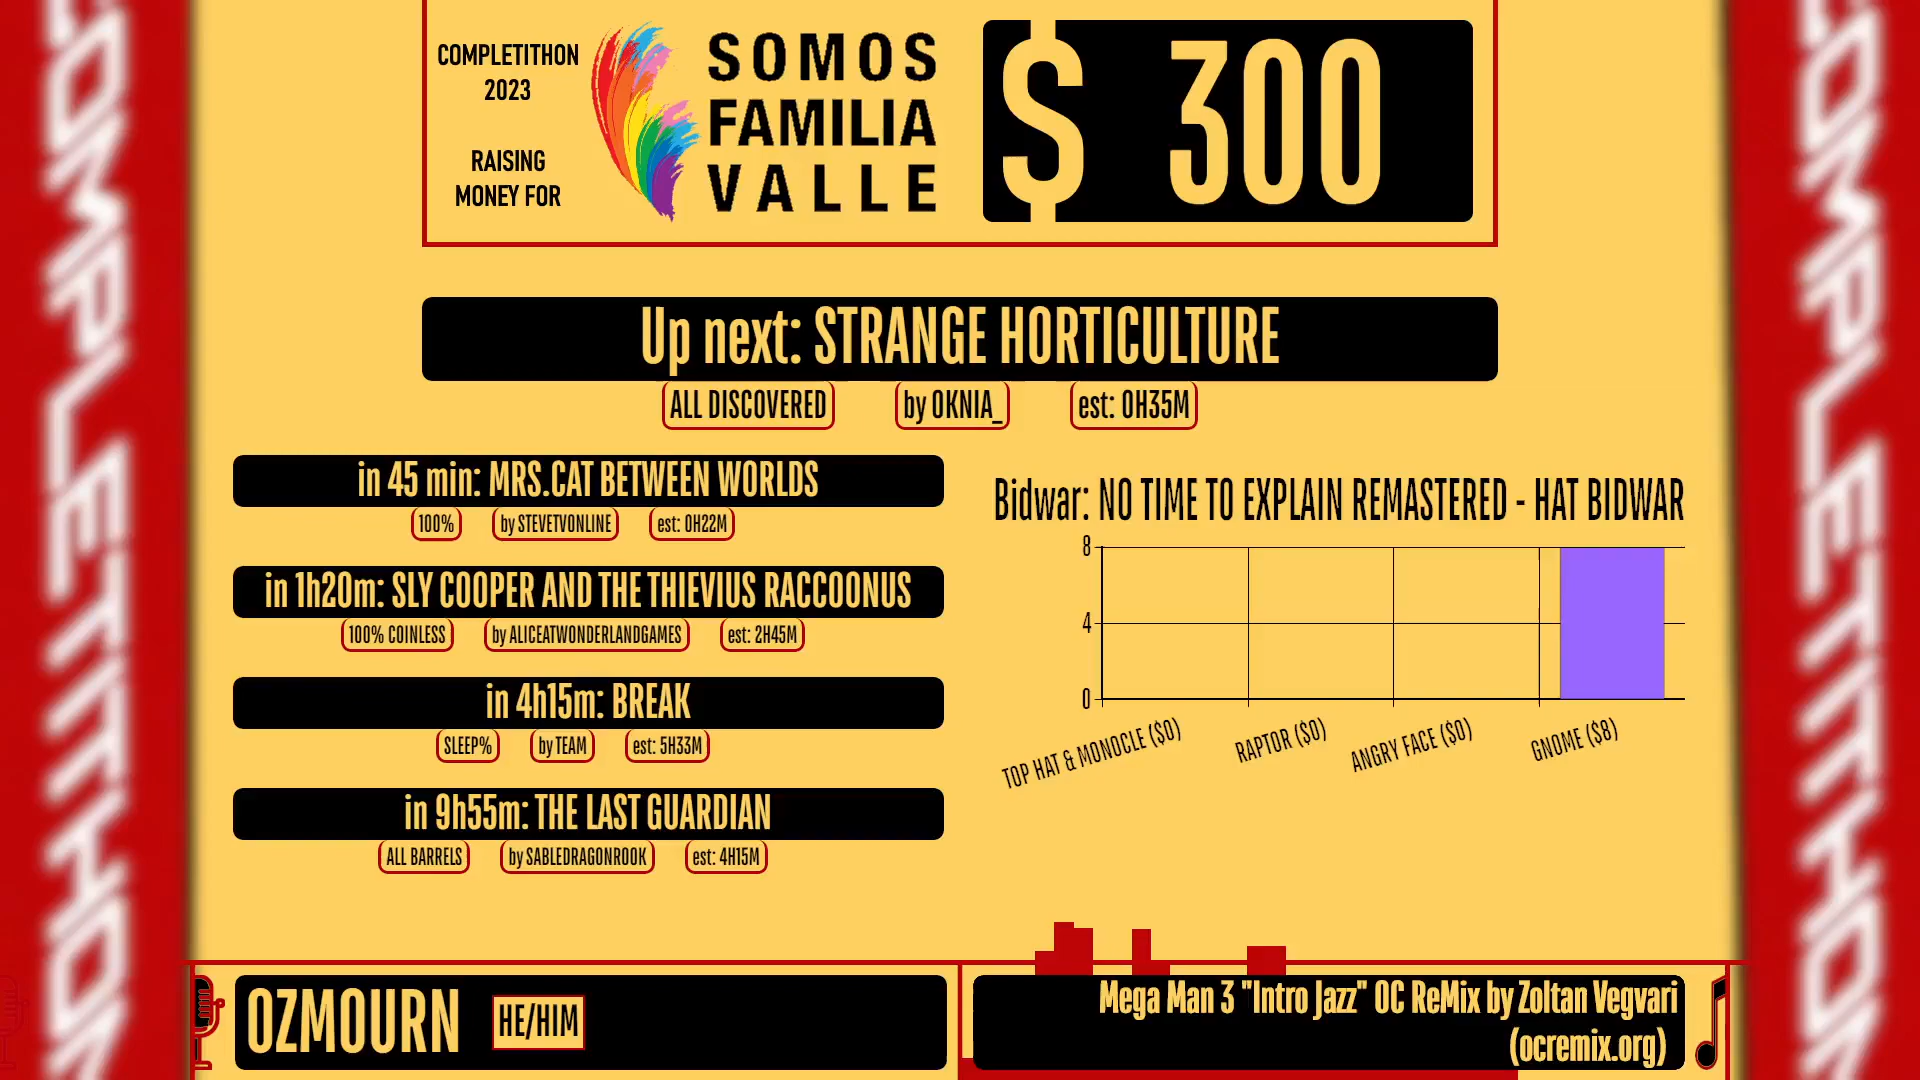 COMPLETITHON
2023
RAISING
MONEY FOR
SOMOS
FAMILIA
VALLE
$ 300
Up next: STRANGE HORTICULTURE
ALL DISCOVERED
by OKNIA_
est: 0H35M
in 45 min: MRS.CAT BETWEEN WORLDS
100%
by STEVETVONLINE
est: 0H22M
in 1h20m: SLY COOPER AND THE THIEVIUS RACCOONUS
100% COINLESS
by ALICEATWONDERLANDGAMES
est: 2H45M
in 4h15m: BREAK
SLEEP%
by TEAM
est: 5H33M
in 9h55m: THE LAST GUARDIAN
ALL BARRELS
by SABLEDRAGONROOK
est: 4H15M
Bidwar: NO TIME TO EXPLAIN REMASTERED - HAT BIDWAR
8
4
0
TOP HAT & MONOCLE ($0)
RAPTOR ($0)
ANGRY FACE ($0)
GNOME ($8)
OZMOURN
HE/HIM
Mega Man 3 "Intro Jazz" OC ReMix by Zoltan Vegvari
(ocremix.org)
COMPLETITHON
COMPLETITHON